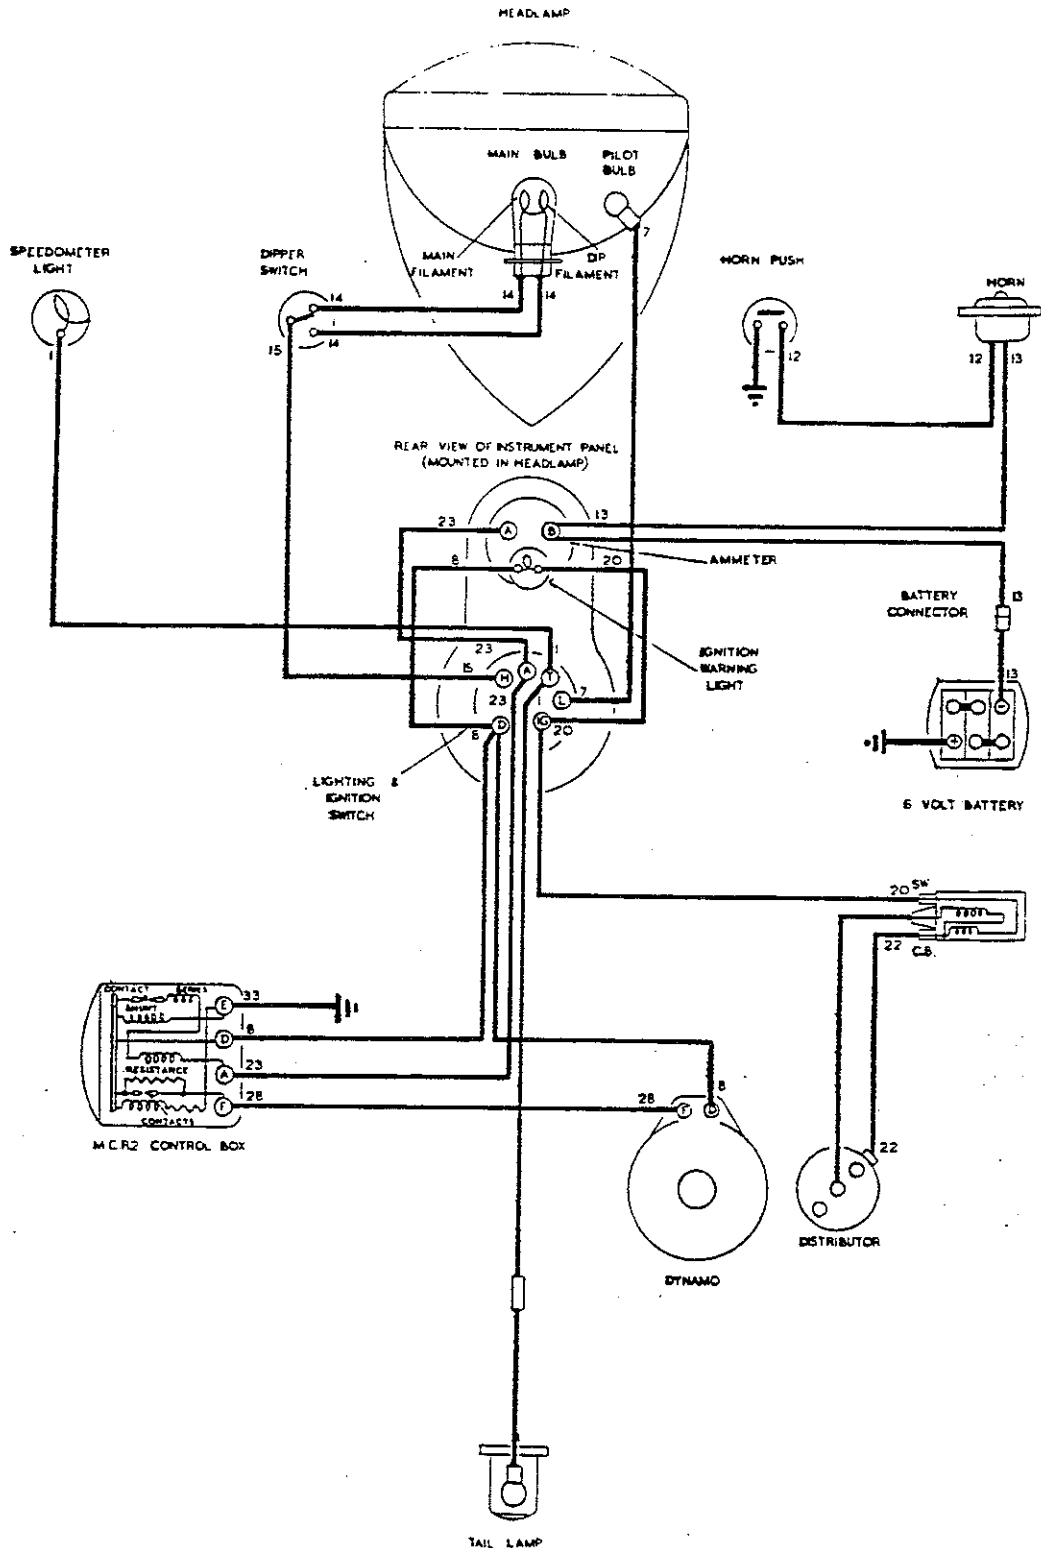 HEADLAMP
MAIN BULB
PILOT
BULB
MAIN
FILAMENT
DIP
FILAMENT
7
14
14
SPEEDOMETER
LIGHT
1
DIPPER
SWITCH
14
14
15
HORN PUSH
12
HORN
12
13
REAR VIEW OF INSTRUMENT PANEL
(MOUNTED IN HEADLAMP)
23
A
B
13
AMMETER
8
20
BATTERY
CONNECTOR
13
IGNITION
WARNING
LIGHT
23
1
15
H
A
T
7
L
23
D
IG
20
8
LIGHTING &
IGNITION
SWITCH
13
+
-
6 VOLT BATTERY
20
SW
22
C.B.
CONTACT
SERIES
SHUNT
E
33
D
8
RESISTANCE
A
23
F
28
CONTACTS
M.C.R2 CONTROL BOX
28
F
D
8
DYNAMO
22
DISTRIBUTOR
TAIL LAMP